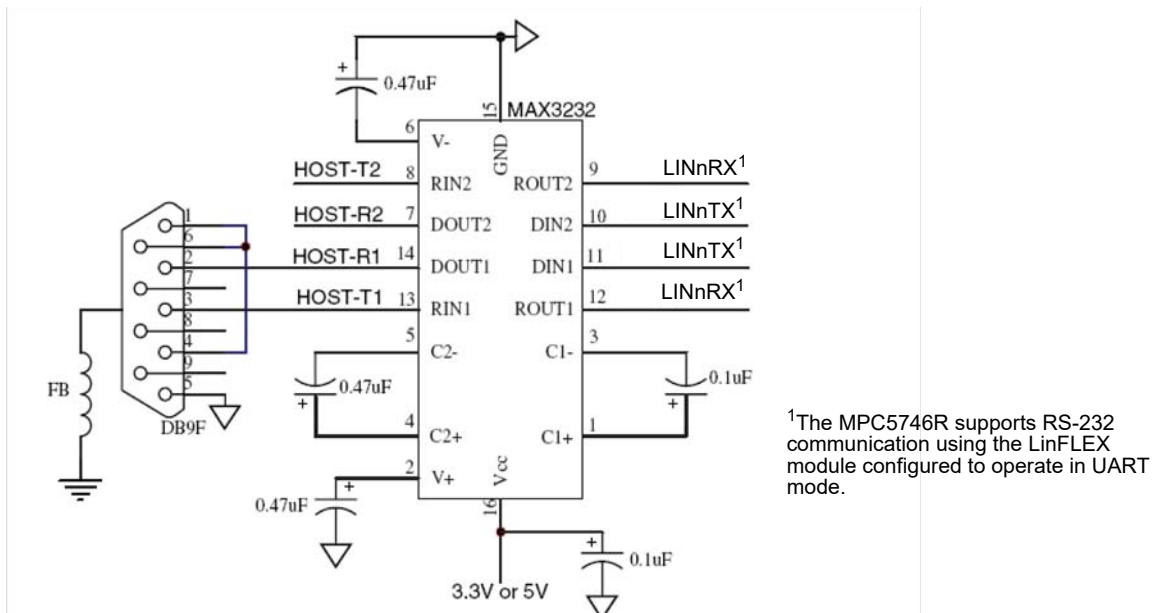 +
0.47uF
15
MAX3232
6
V-
GND
HOST-T2
8
RIN2
ROUT2
9
LINnRX1
HOST-R2
7
DOUT2
DIN2
10
LINnTX1
HOST-R1
14
DOUT1
DIN1
11
LINnTX1
HOST-T1
13
RIN1
ROUT1
12
LINnRX1
1
6
2
7
3
8
4
9
5
DB9F
FB
5
C2-
C1-
3
0.47uF
+
0.1uF
+
4
C2+
C1+
1
2
V+
Vcc
+
0.47uF
16
+
0.1uF
3.3V or 5V
1The MPC5746R supports RS-232
communication using the LinFLEX
module configured to operate in UART
mode.